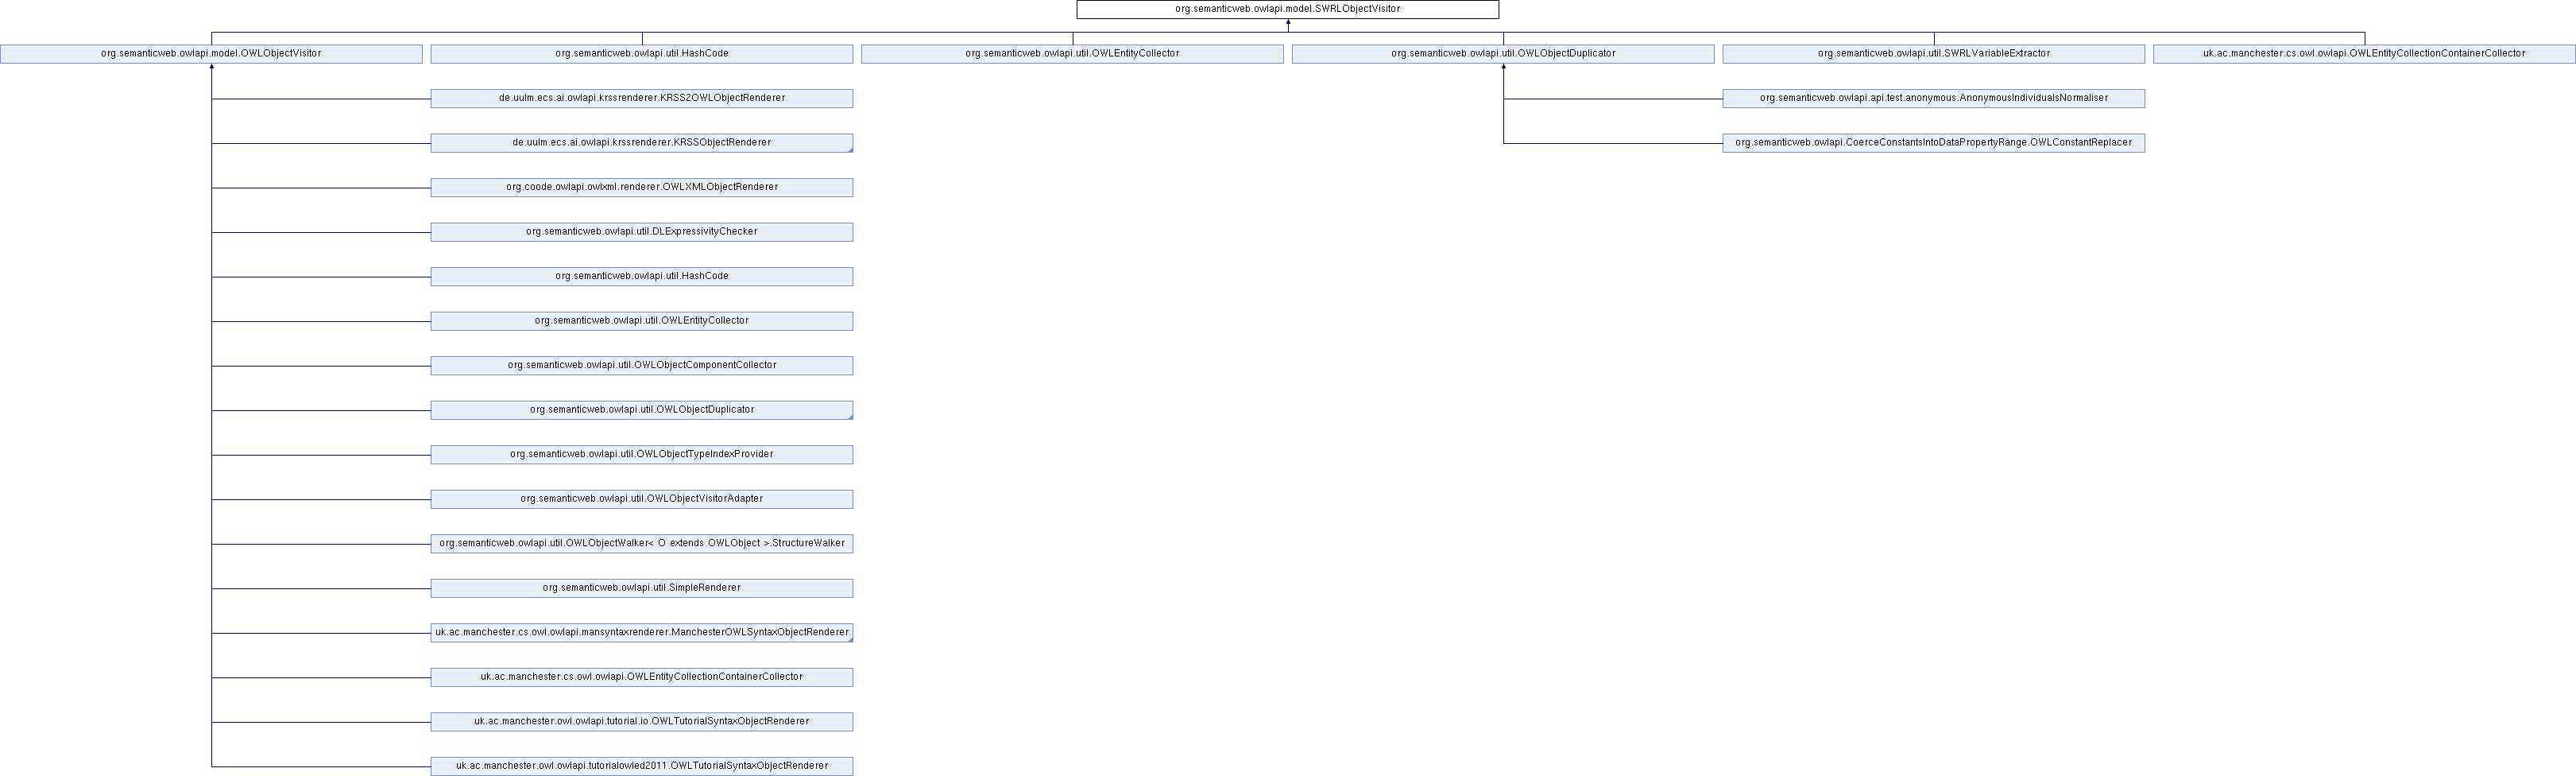 org.semanticweb.owlapi.model.SWRLObjectVisitor
org.semanticweb.owlapi.model.OWLObjectVisitor
org.semanticweb.owlapi.util.HashCode
org.semanticweb.owlapi.util.OWLEntityCollector
org.semanticweb.owlapi.util.OWLObjectDuplicator
org.semanticweb.owlapi.util.SWRLVariableExtractor
uk.ac.manchester.cs.owl.owlapi.OWLEntityCollectionContainerCollector
de.uulm.ecs.ai.owlapi.krssrenderer.KRSS2OWLObjectRenderer
org.semanticweb.owlapi.api.test.anonymous.AnonymousIndividualsNormaliser
de.uulm.ecs.ai.owlapi.krssrenderer.KRSSObjectRenderer
org.semanticweb.owlapi.CoerceConstantsIntoDataPropertyRange.OWLConstantReplacer
org.coode.owlapi.owlxml.renderer.OWLXMLObjectRenderer
org.semanticweb.owlapi.util.DLExpressivityChecker
org.semanticweb.owlapi.util.HashCode
org.semanticweb.owlapi.util.OWLEntityCollector
org.semanticweb.owlapi.util.OWLObjectComponentCollector
org.semanticweb.owlapi.util.OWLObjectDuplicator
org.semanticweb.owlapi.util.OWLObjectTypeIndexProvider
org.semanticweb.owlapi.util.OWLObjectVisitorAdapter
org.semanticweb.owlapi.util.OWLObjectWalker< O extends OWLObject >.StructureWalker
org.semanticweb.owlapi.util.SimpleRenderer
uk.ac.manchester.cs.owl.owlapi.mansyntaxrenderer.ManchesterOWLSyntaxObjectRenderer
uk.ac.manchester.cs.owl.owlapi.OWLEntityCollectionContainerCollector
uk.ac.manchester.owl.owlapi.tutorial.io.OWLTutorialSyntaxObjectRenderer
uk.ac.manchester.owl.owlapi.tutorialowled2011.OWLTutorialSyntaxObjectRenderer